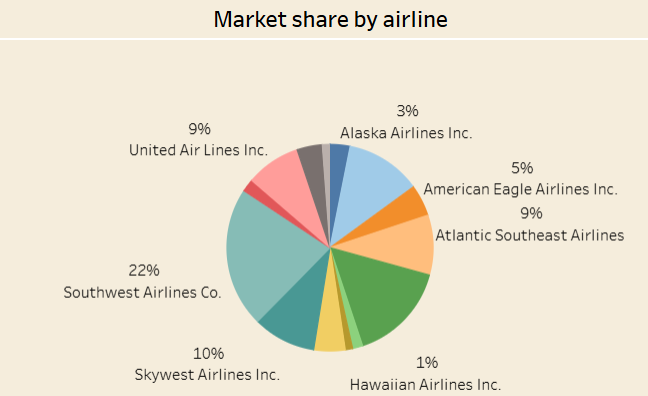 Market share by airline
3%
Alaska Airlines Inc.
9%
United Air Lines Inc.
5%
American Eagle Airlines Inc.
9%
Atlantic Southeast Airlines
22%
Southwest Airlines Co.
10%
Skywest Airlines Inc.
1%
Hawaiian Airlines Inc.